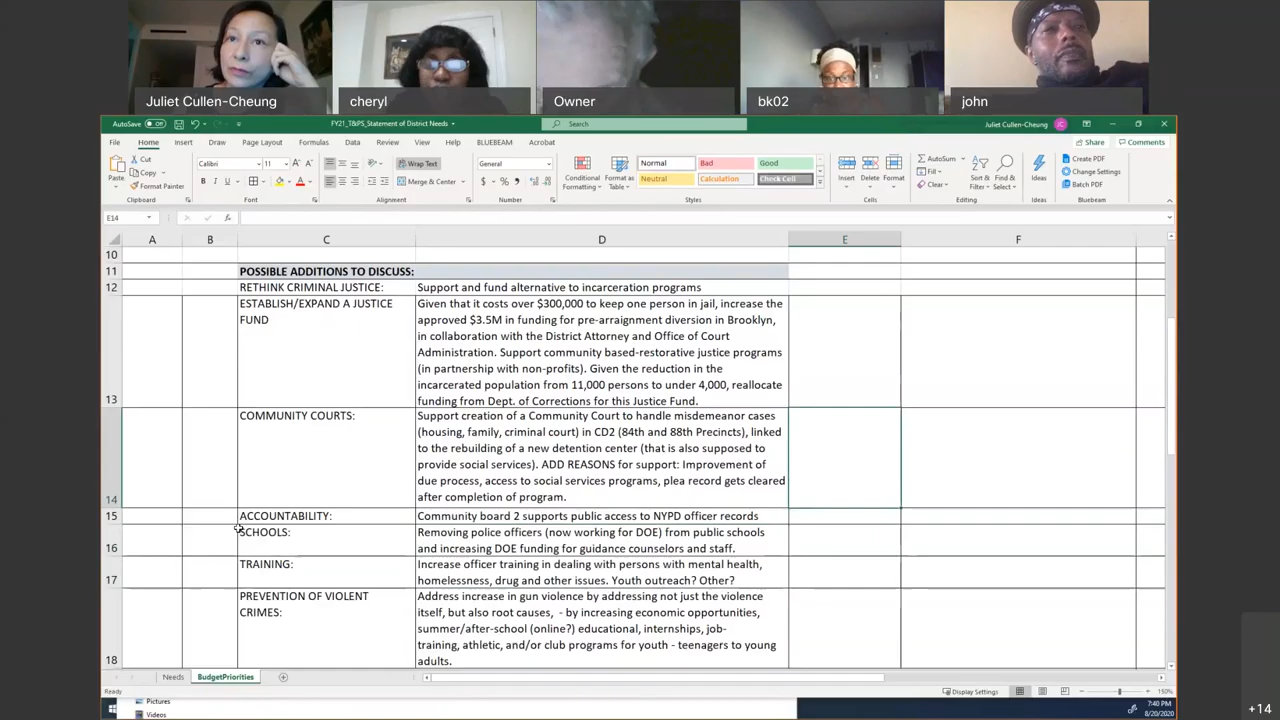 Juliet Cullen-Cheung
cheryl
Owner
bk02
john
AutoSave Off
FY21_T&PS_Statement of District Needs
Search
Juliet Cullen-Cheung
JC
File Home Insert Draw Page Layout Formulas Data Review View Help BLUEBEAM Acrobat
Share Comments
Paste
Cut
Copy
Format Painter
Clipboard
Calibri 11
B I U
Font
Wrap Text
Merge & Center
Alignment
General
$ % 9
Number
Conditional Formatting
Format as Table
Normal Bad Good
Neutral Calculation Check Cell
Styles
Insert Delete Format
Cells
AutoSum
Fill
Clear
Sort & Filter
Find & Select
Editing
Ideas
Ideas
Create PDF
Change Settings
Batch PDF
Bluebeam
E14
fx
A B C D E F
10
11 POSSIBLE ADDITIONS TO DISCUSS:
12 RETHINK CRIMINAL JUSTICE: Support and fund alternative to incarceration programs
ESTABLISH/EXPAND A JUSTICE
FUND
Given that it costs over $300,000 to keep one person in jail, increase the
approved $3.5M in funding for pre-arraignment diversion in Brooklyn,
in collaboration with the District Attorney and Office of Court
Administration. Support community based-restorative justice programs
(in partnership with non-profits). Given the reduction in the
incarcerated population from 11,000 persons to under 4,000, reallocate
funding from Dept. of Corrections for this Justice Fund.
13
COMMUNITY COURTS:
Support creation of a Community Court to handle misdemeanor cases
(housing, family, criminal court) in CD2 (84th and 88th Precincts), linked
to the rebuilding of a new detention center (that is also supposed to
provide social services). ADD REASONS for support: Improvement of
due process, access to social services programs, plea record gets cleared
after completion of program.
14
15 ACCOUNTABILITY: Community board 2 supports public access to NYPD officer records
SCHOOLS:
Removing police officers (now working for DOE) from public schools
and increasing DOE funding for guidance counselors and staff.
16
TRAINING:
Increase officer training in dealing with persons with mental health,
homelessness, drug and other issues. Youth outreach? Other?
17
PREVENTION OF VIOLENT
CRIMES:
Address increase in gun violence by addressing not just the violence
itself, but also root causes, - by increasing economic opportunities,
summer/after-school (online?) educational, internships, job-
training, athletic, and/or club programs for youth - teenagers to young
adults.
18
Needs BudgetPriorities
Ready
Display Settings
150%
Pictures
Videos
7:40 PM
8/20/2020
+14